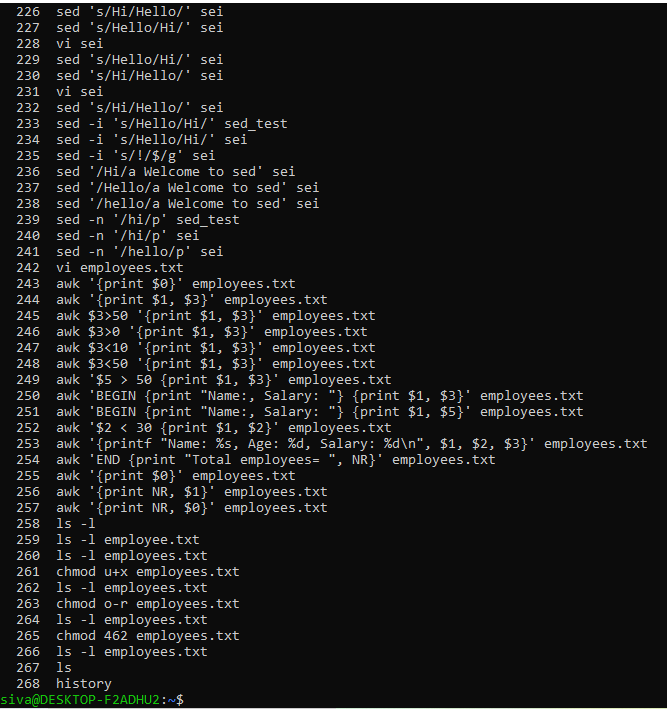 226  sed 's/Hi/Hello/' sei
227  sed 's/Hello/Hi/' sei
228  vi sei
229  sed 's/Hello/Hi/' sei
230  sed 's/Hi/Hello/' sei
231  vi sei
232  sed 's/Hi/Hello/' sei
233  sed -i 's/Hello/Hi/' sed_test
234  sed -i 's/Hello/Hi/' sei
235  sed -i 's/!/$/g' sei
236  sed '/Hi/a Welcome to sed' sei
237  sed '/Hello/a Welcome to sed' sei
238  sed '/hello/a Welcome to sed' sei
239  sed -n '/hi/p' sed_test
240  sed -n '/hi/p' sei
241  sed -n '/hello/p' sei
242  vi employees.txt
243  awk '{print $0}' employees.txt
244  awk '{print $1, $3}' employees.txt
245  awk $3>50 '{print $1, $3}' employees.txt
246  awk $3>0 '{print $1, $3}' employees.txt
247  awk $3<10 '{print $1, $3}' employees.txt
248  awk $3<50 '{print $1, $3}' employees.txt
249  awk '$5 > 50 {print $1, $3}' employees.txt
250  awk 'BEGIN {print "Name:, Salary: "} {print $1, $3}' employees.txt
251  awk 'BEGIN {print "Name:, Salary: "} {print $1, $5}' employees.txt
252  awk '$2 < 30 {print $1, $2}' employees.txt
253  awk '{printf "Name: %s, Age: %d, Salary: %d\n", $1, $2, $3}' employees.txt
254  awk 'END {print "Total employees= ", NR}' employees.txt
255  awk '{print $0}' employees.txt
256  awk '{print NR, $1}' employees.txt
257  awk '{print NR, $0}' employees.txt
258  ls -l
259  ls -l employee.txt
260  ls -l employees.txt
261  chmod u+x employees.txt
262  ls -l employees.txt
263  chmod o-r employees.txt
264  ls -l employees.txt
265  chmod 462 employees.txt
266  ls -l employees.txt
267  ls
268  history
siva@DESKTOP-F2ADHU2:~$